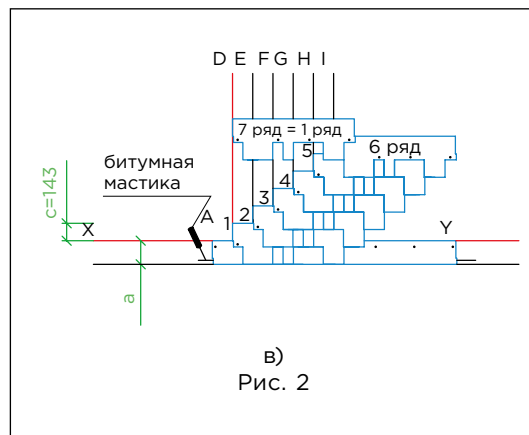 D E F G H I
7 ряд = 1 ряд
6 ряд
5
4
3
2
1
битумная
мастика
A
c=143
X
Y
a
в)
Рис. 2